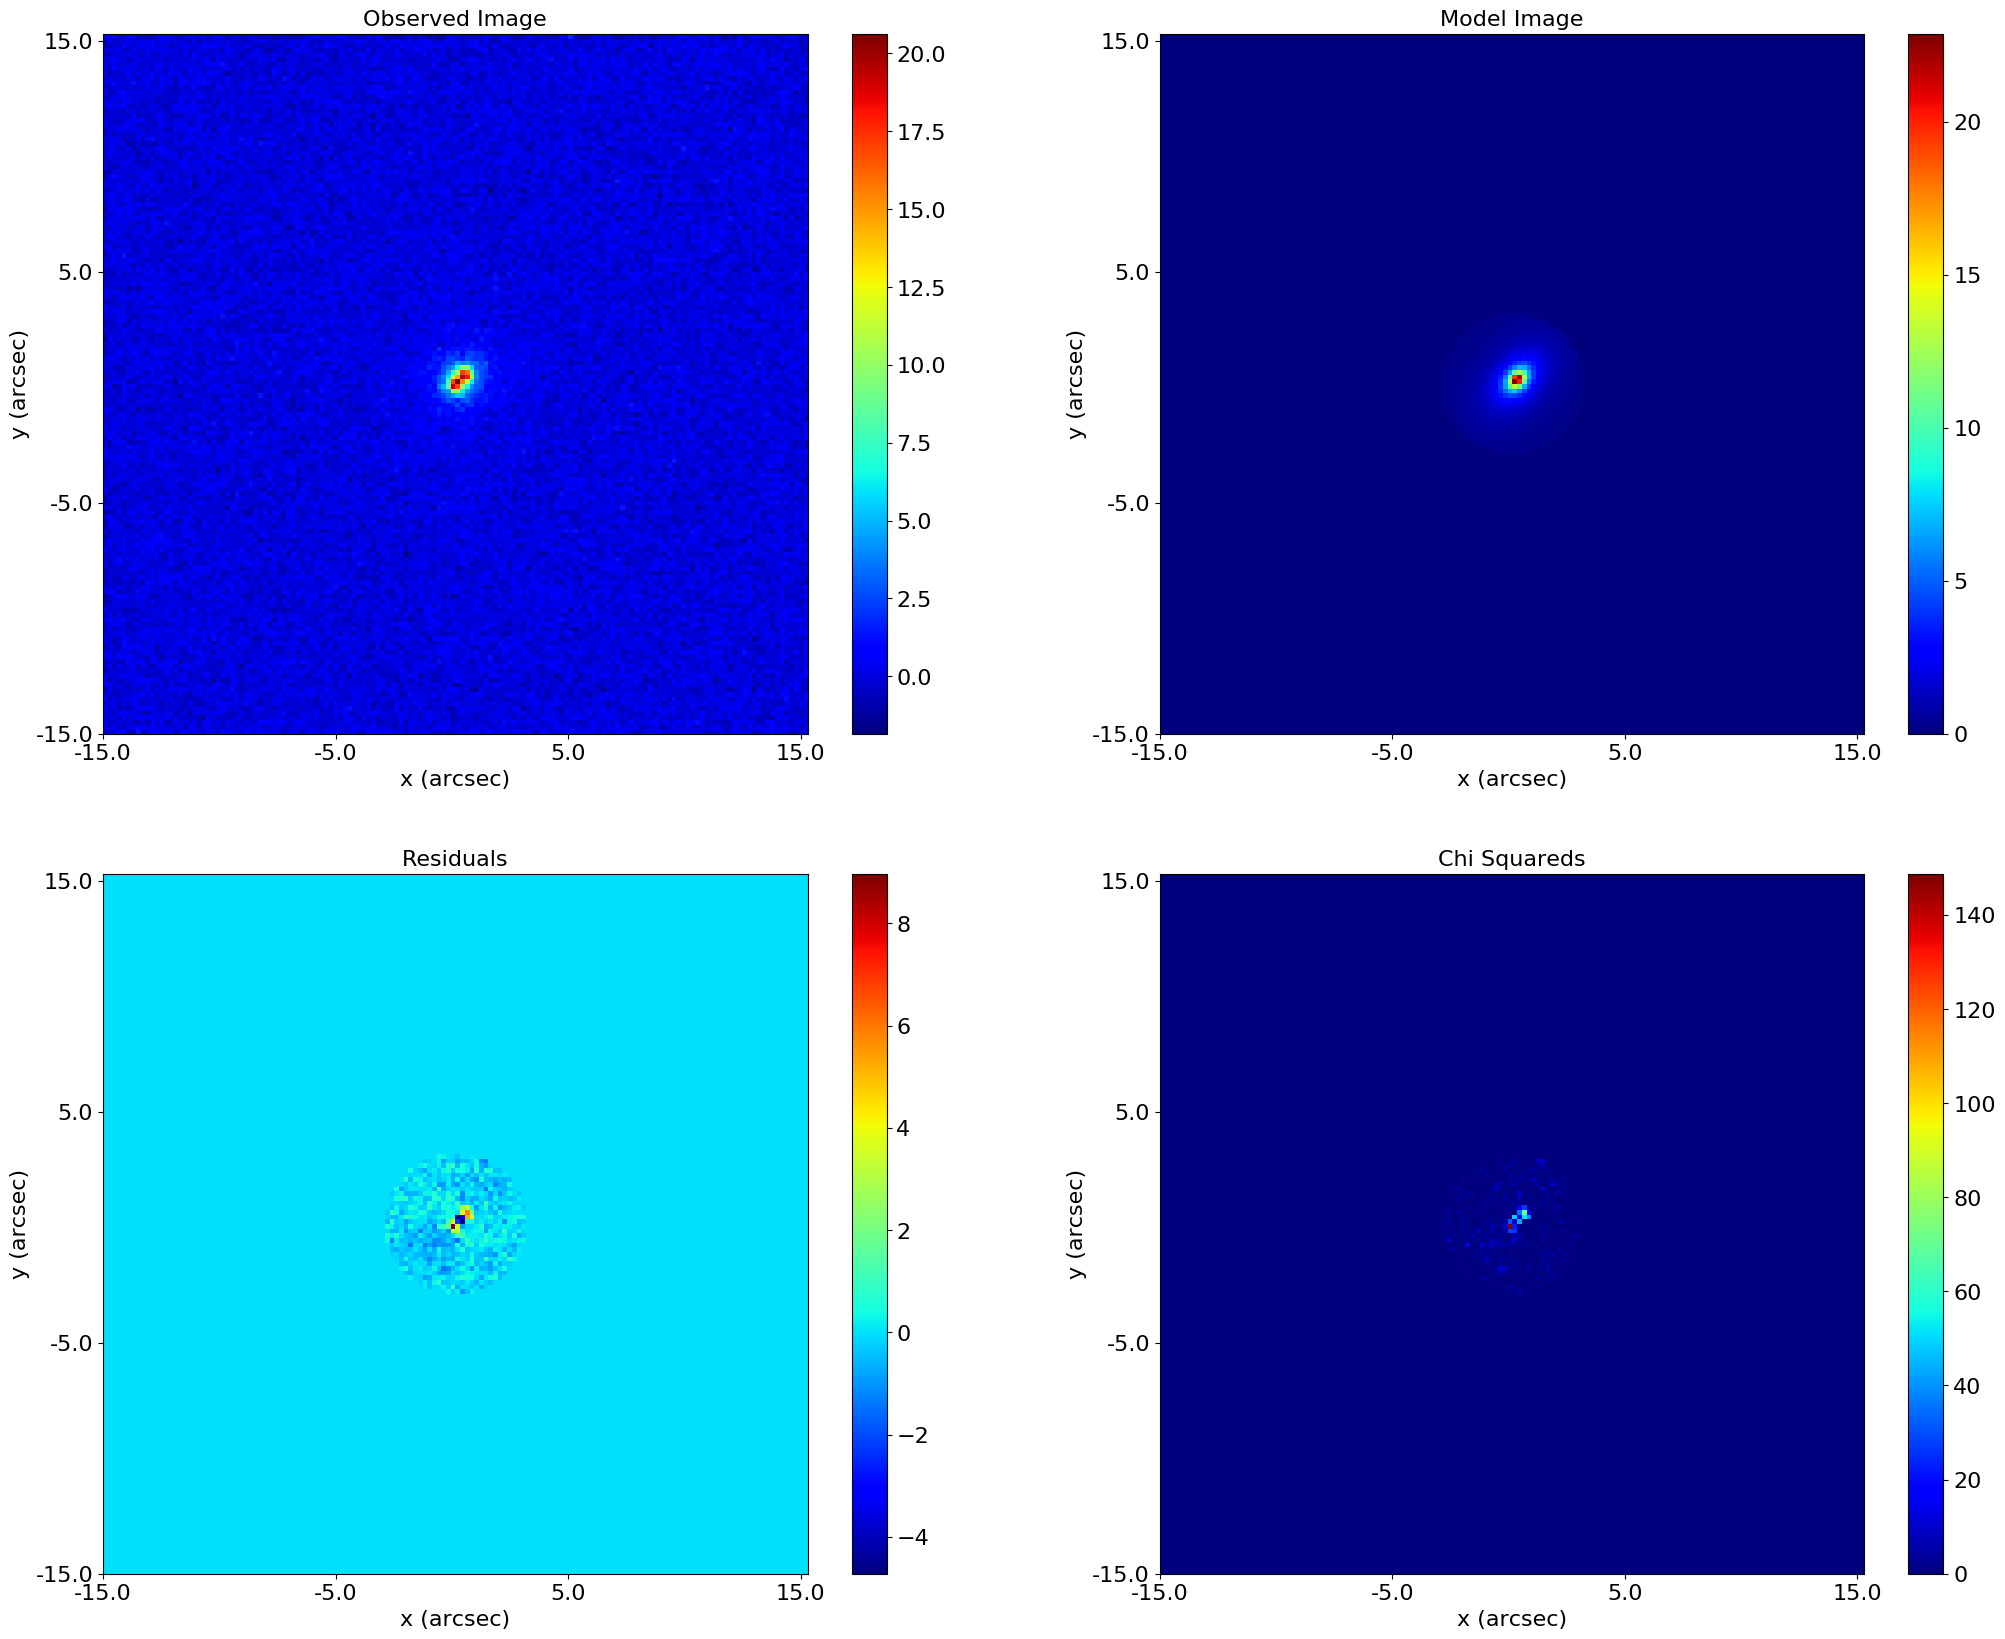 Observed Image
15.0
5.0
-5.0
-15.0
y (arcsec)
-15.0 -5.0 5.0 15.0
x (arcsec)
20.0
17.5
15.0
12.5
10.0
7.5
5.0
2.5
0.0
Model Image
15.0
5.0
-5.0
-15.0
y (arcsec)
-15.0 -5.0 5.0 15.0
x (arcsec)
20
15
10
5
0
Residuals
15.0
5.0
-5.0
-15.0
y (arcsec)
-15.0 -5.0 5.0 15.0
x (arcsec)
8
6
4
2
0
−2
−4
Chi Squareds
15.0
5.0
-5.0
-15.0
y (arcsec)
-15.0 -5.0 5.0 15.0
x (arcsec)
140
120
100
80
60
40
20
0